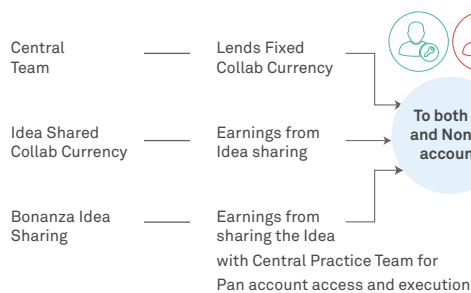 Central
Team
Lends Fixed
Collab Currency
To both
and Non
accoun
Idea Shared
Collab Currency
Earnings from
Idea sharing
Bonanza Idea
Sharing
Earnings from
sharing the Idea
with Central Practice Team for
Pan account access and execution